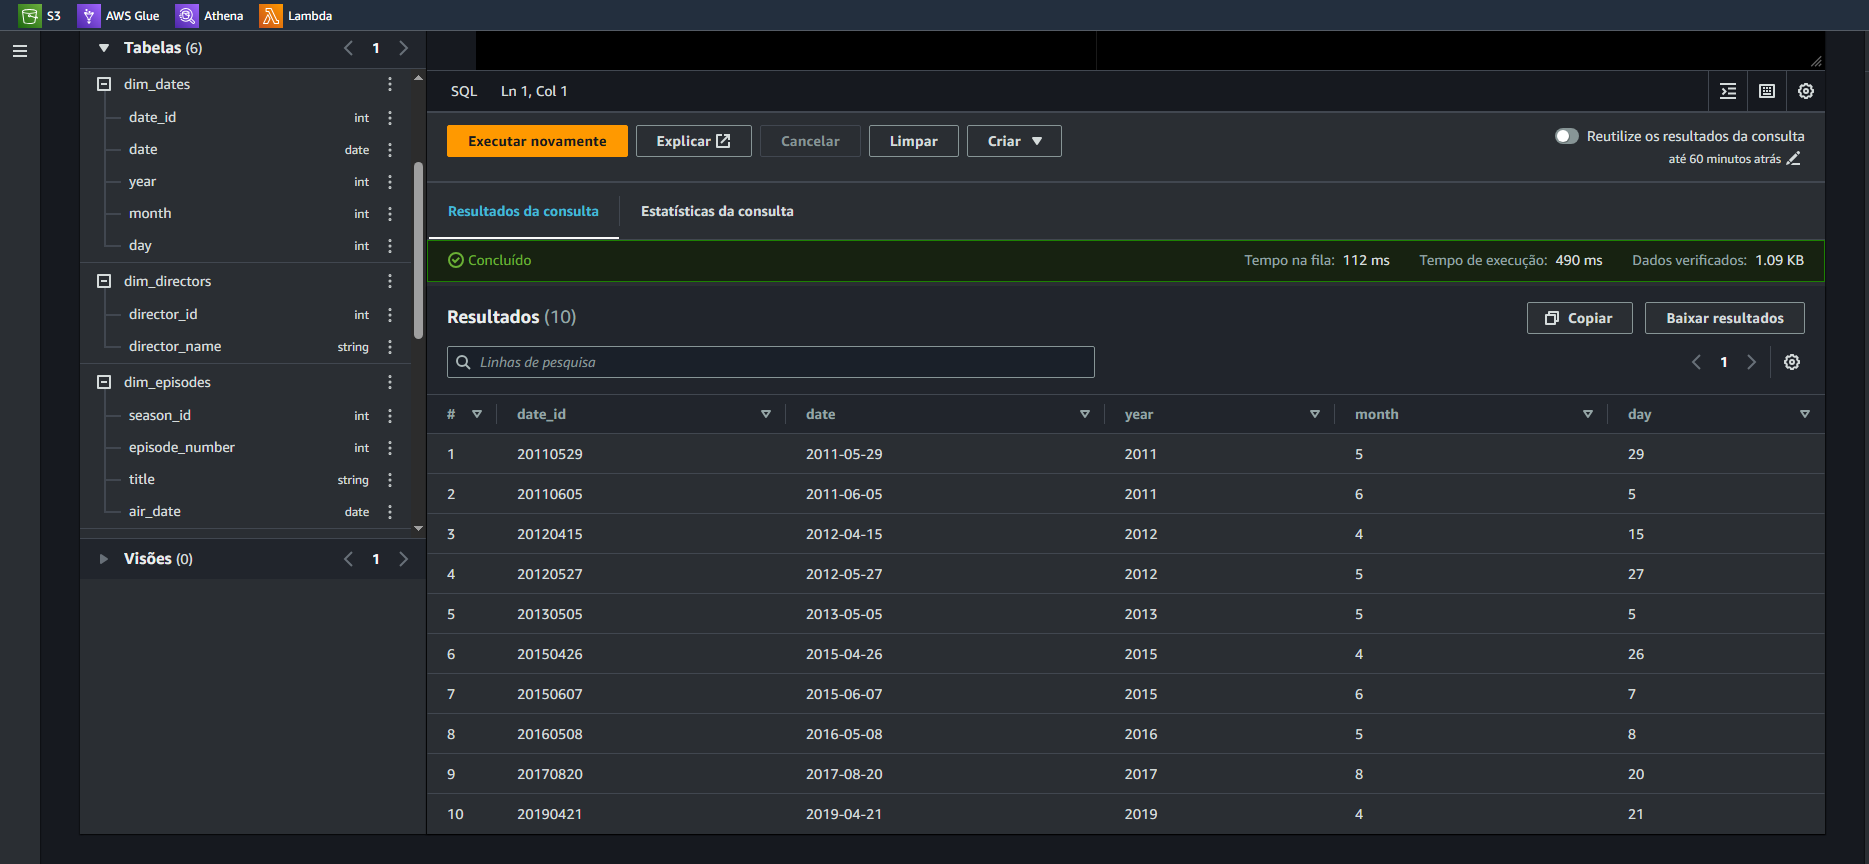 S3 AWS Glue Athena Lambda
Tabelas (6) 1
dim_dates
date_id int
date date
year int
month int
day int
dim_directors
director_id int
director_name string
dim_episodes
season_id int
episode_number int
title string
air_date date
Visões (0) 1
SQL Ln 1, Col 1
Executar novamente Explicar Cancelar Limpar Criar
Reutilize os resultados da consulta
até 60 minutos atrás
Resultados da consulta Estatísticas da consulta
Concluído Tempo na fila: 112 ms Tempo de execução: 490 ms Dados verificados: 1.09 KB
Resultados (10) Copiar Baixar resultados
Linhas de pesquisa 1
# date_id date year month day
1 20110529 2011-05-29 2011 5 29
2 20110605 2011-06-05 2011 6 5
3 20120415 2012-04-15 2012 4 15
4 20120527 2012-05-27 2012 5 27
5 20130505 2013-05-05 2013 5 5
6 20150426 2015-04-26 2015 4 26
7 20150607 2015-06-07 2015 6 7
8 20160508 2016-05-08 2016 5 8
9 20170820 2017-08-20 2017 8 20
10 20190421 2019-04-21 2019 4 21